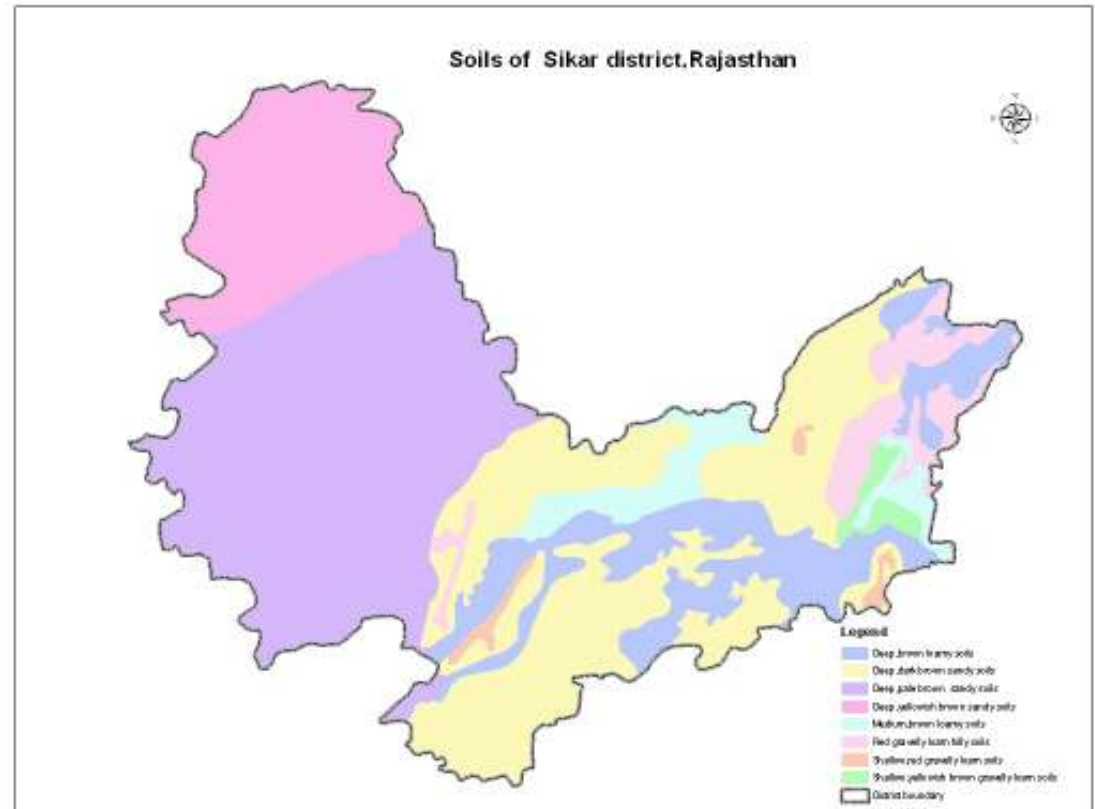 Soils of Sikar district,Rajasthan
Legend
Deep,brown loamy soils
Deep,dark brown sandy soils
Deep,pale brown sandy soils
Deep,yellowish brown sandy soils
Medium,brown loamy soils
Red gravelly loam hilly soils
Shallow,red gravelly loam soils
Shallow,yellowish brown gravelly loam soils
District boundary